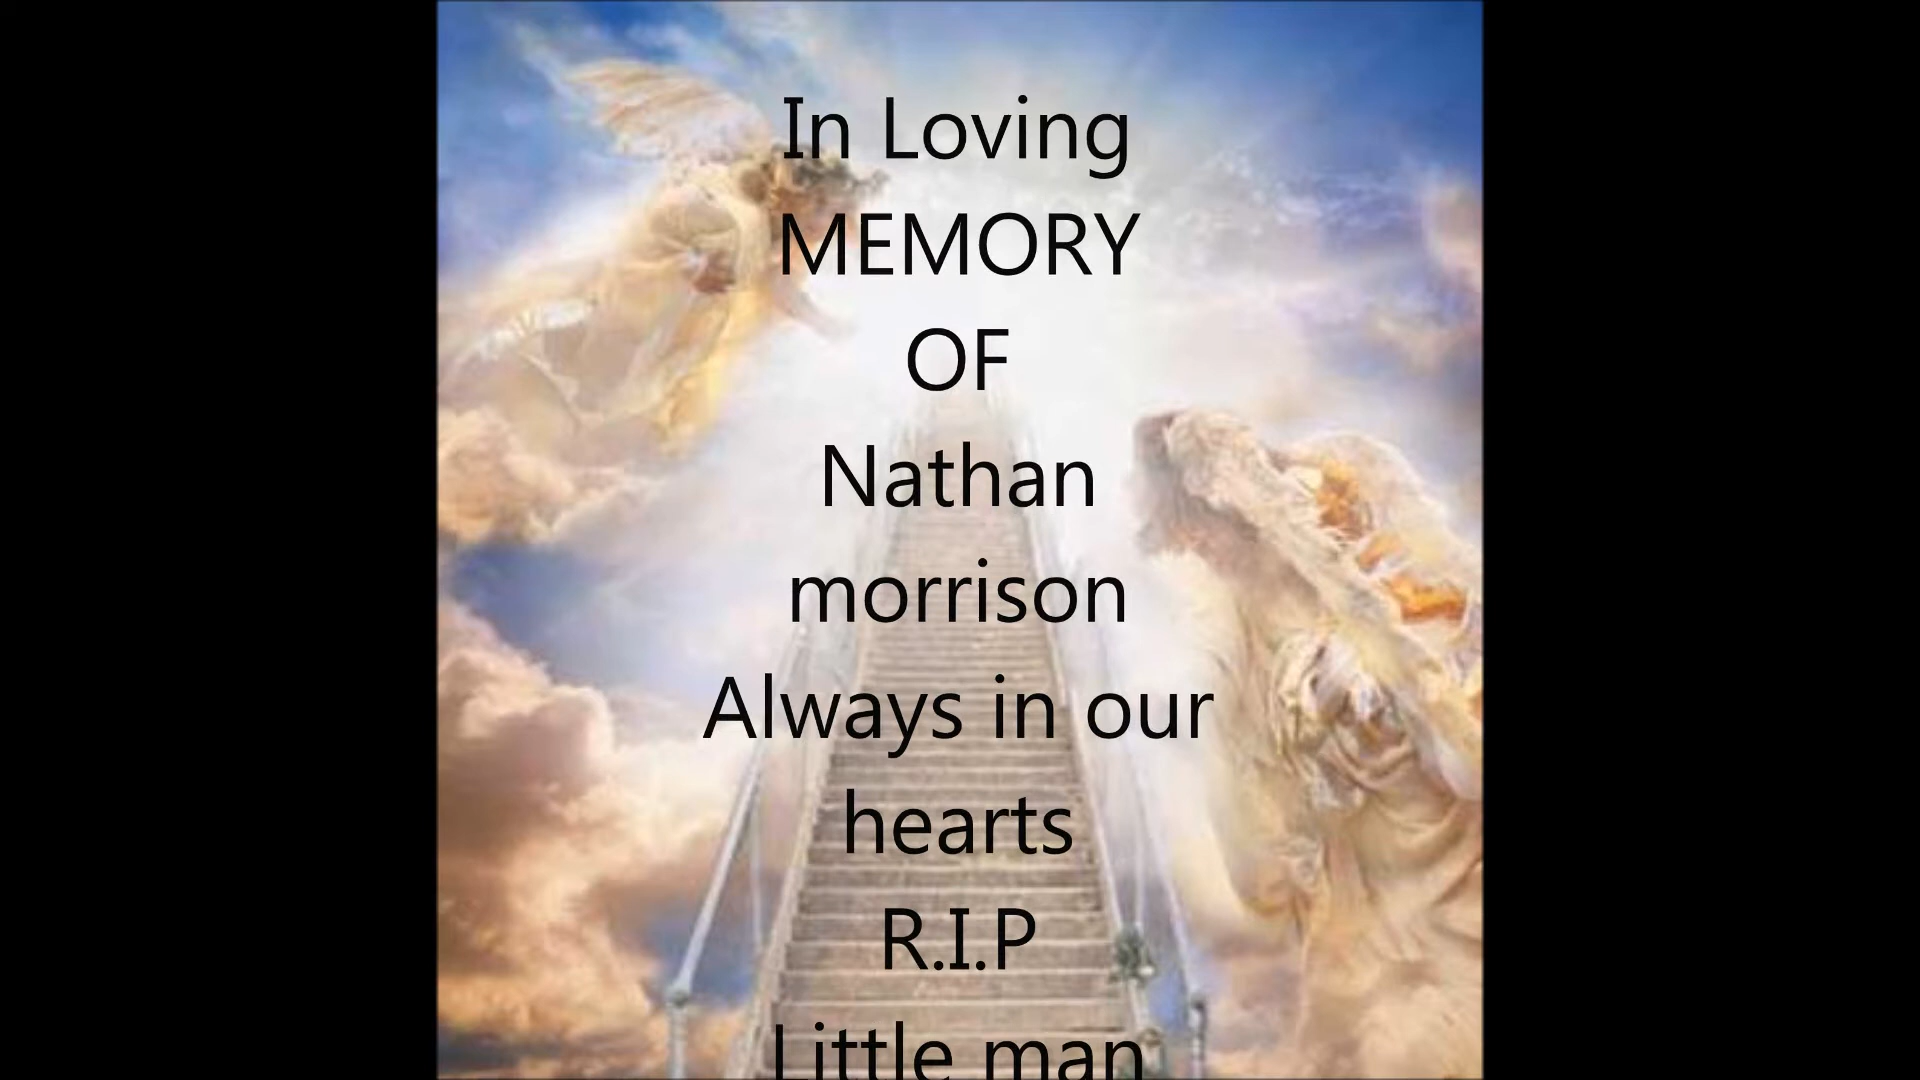 In Loving
MEMORY
OF
Nathan
morrison
Always in our
hearts
R.I.P
Little man